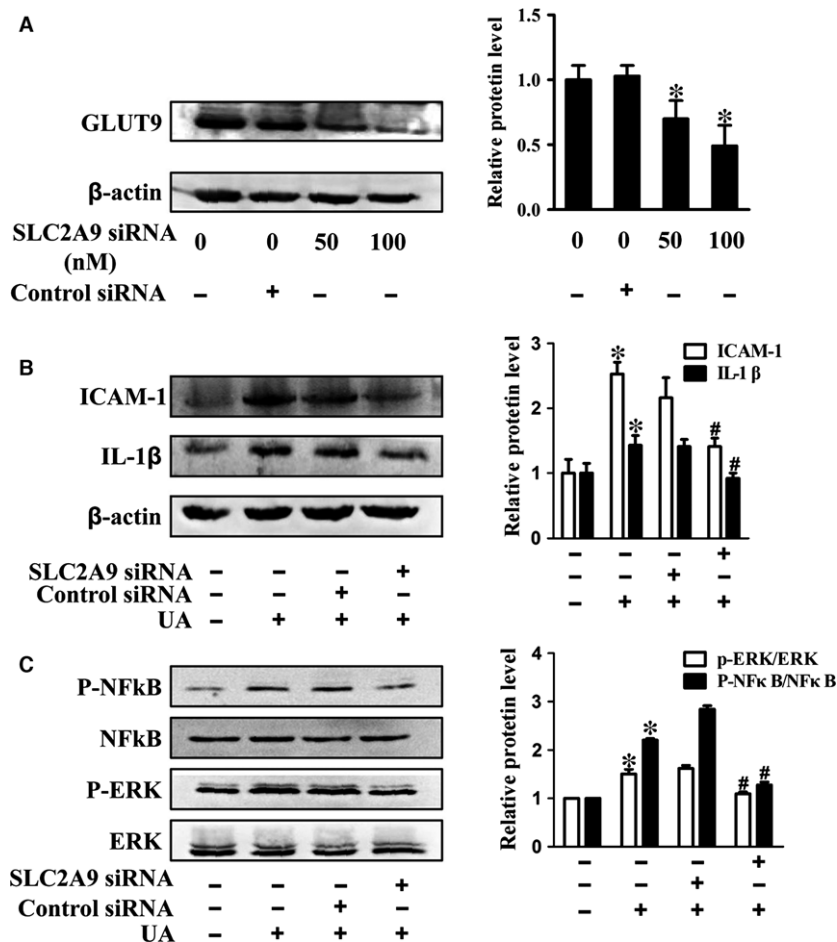 A
GLUT9
β-actin
SLC2A9 siRNA
(nM)
0 0 50 100
Control siRNA
– + – –
Relative protetin level
1.5
1.0
0.5
0.0
*
*
0 0 50 100
– + – –
B
ICAM-1
IL-1β
β-actin
SLC2A9 siRNA – – – +
Control siRNA – – + –
UA – + + +
Relative protetin level
3
2
1
0
ICAM-1
IL-1 β
*
*
#
#
– – – +
– – + –
– + + +
C
P-NFkB
NFkB
P-ERK
ERK
SLC2A9 siRNA – – – +
Control siRNA – – + –
UA – + + +
Relative protetin level
4
3
2
1
0
p-ERK/ERK
P-NFκ B/NFκ B
*
*
#
#
– – – +
– – + –
– + + +